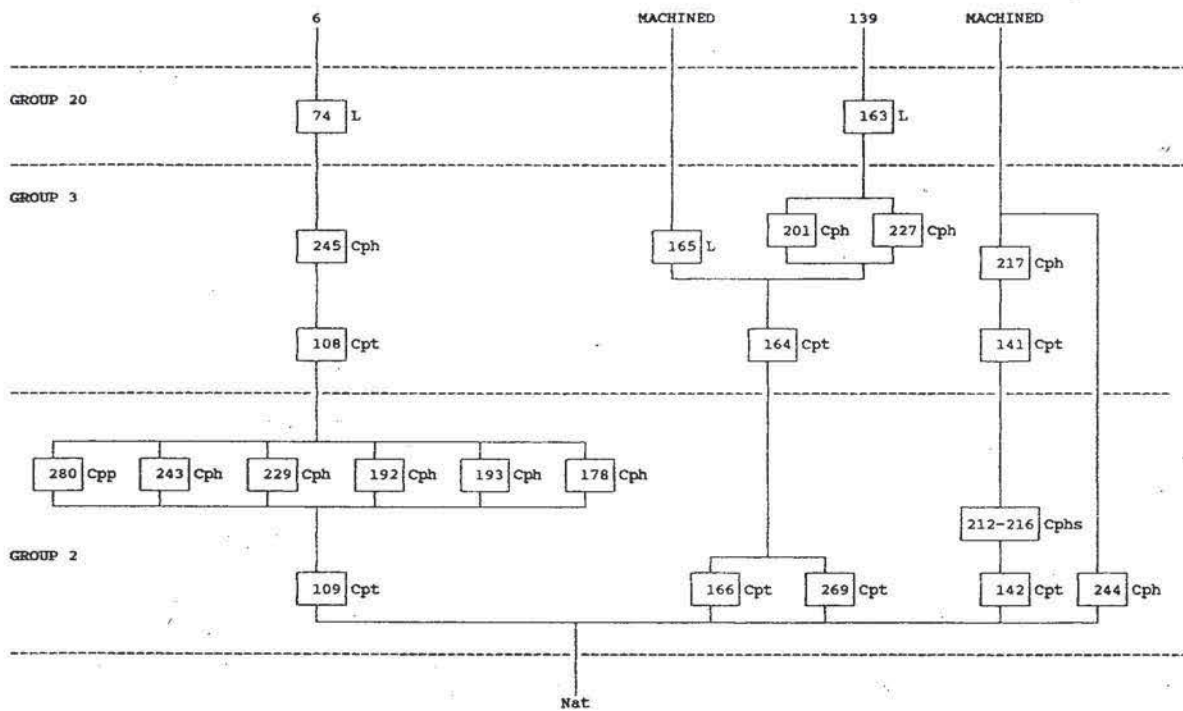 6 MACHINED 139 MACHINED
GROUP 20
74 L 163 L
GROUP 3
201 Cph 227 Cph
245 Cph 165 L 217 Cph
108 Cpt 164 Cpt 141 Cpt
280 Cpp 243 Cph 229 Cph 192 Cph 193 Cph 178 Cph
212-216 Cphs
GROUP 2
109 Cpt 166 Cpt 269 Cpt 142 Cpt 244 Cph
Nat